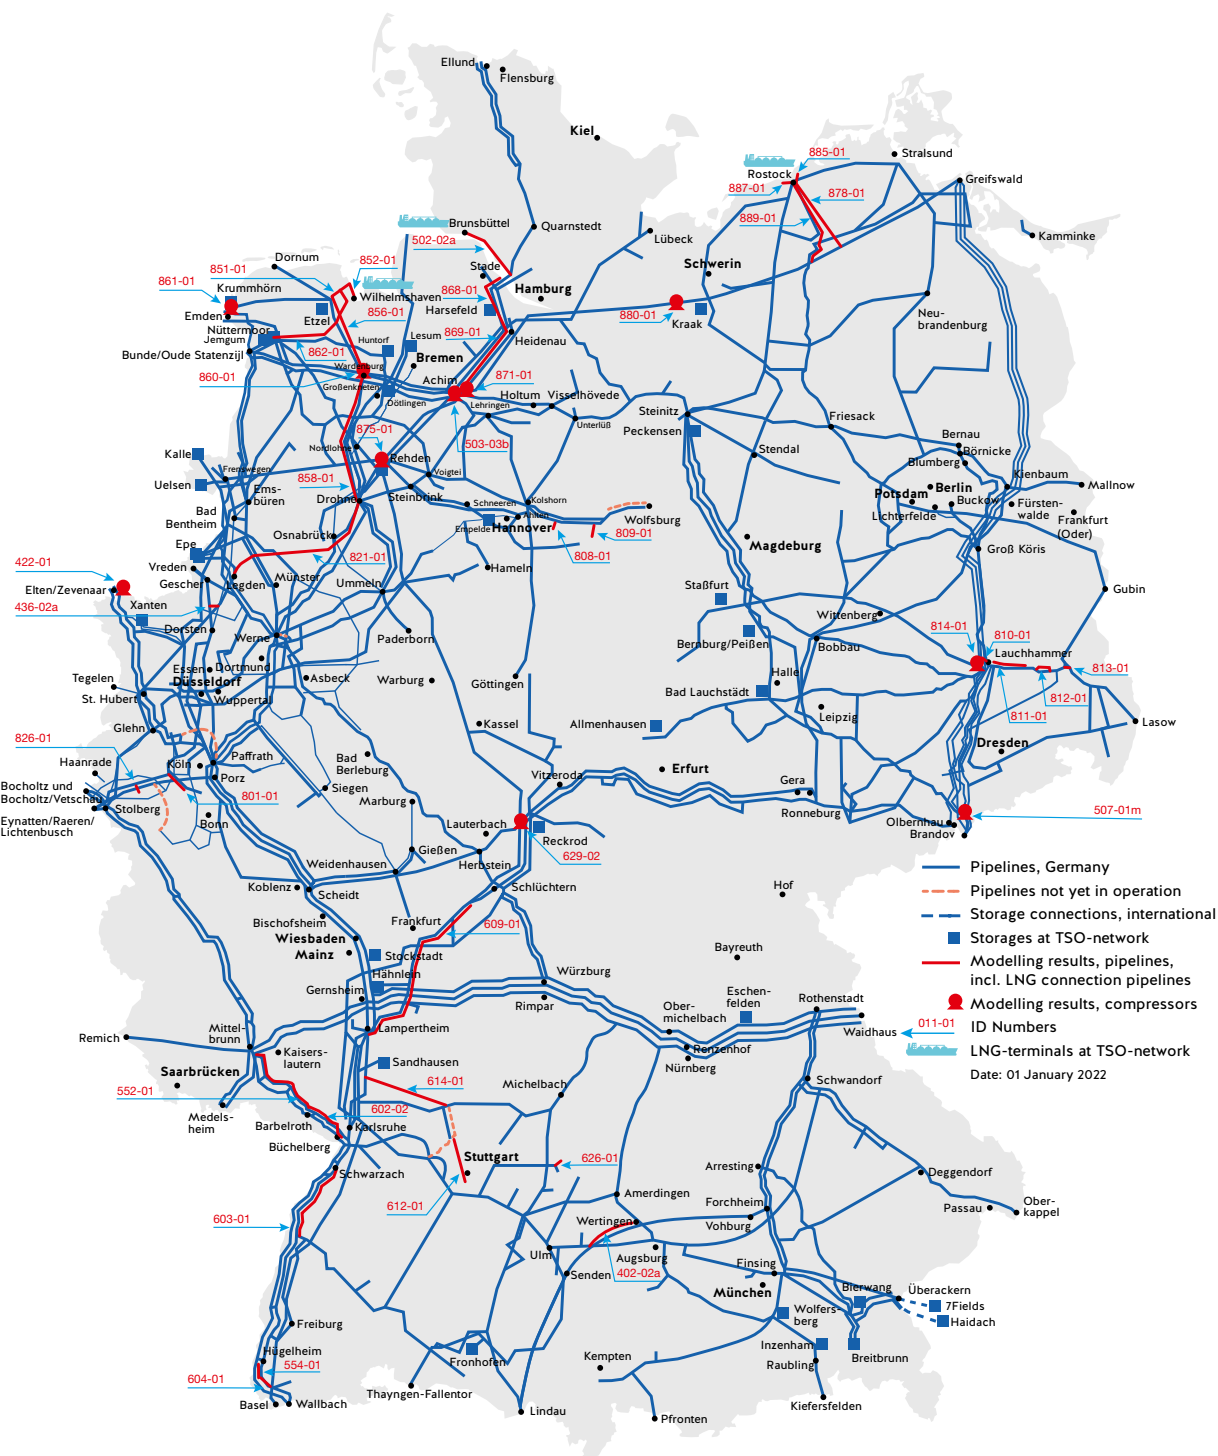 Ellund
Flensburg
Kiel
885-01
Stralsund
Rostock
Greifswald
887-01
878-01
889-01
Brunsbüttel
Quarnstedt
502-02a
Lübeck
Kamminke
Dornum
852-01
851-01
Stade
Schwerin
861-01
Krummhörn
Wilhelmshaven
868-01
Hamburg
Harsefeld
856-01
Emden
Etzel
880-01
Kraak
Neu-
brandenburg
Nüttermoor
Jemgum
Huntorf
Lesum
869-01
Heidenau
Bunde/Oude Statenzijl
862-01
Bremen
Wardenburg
860-01
Großenkneten
Achim
871-01
Dötlingen
Holtum
Visselhövede
Lehringen
Steinitz
Friesack
Unterlüß
Peckensen
875-01
503-03b
Bernau
Nordlohne
Börnicke
Kalle
Rehden
Stendal
Blumberg
Frenswegen
Voigtei
Kienbaum
858-01
Uelsen
Ems-
büren
Drohne
Steinbrink
Mallnow
Potsdam
Berlin
Buckow
Schneeren
Kolshorn
Fürsten-
walde
Bad
Bentheim
Ahlten
Wolfsburg
Lichterfelde
Frankfurt
(Oder)
Empelde
Hannover
Osnabrück
809-01
Epe
808-01
Magdeburg
Groß Köris
821-01
422-01
Vreden
Hameln
Gescher
Legden
Münster
Ummeln
Staßfurt
Gubin
Elten/Zevenaar
436-02a
Xanten
Wittenberg
Dorsten
Werne
Paderborn
814-01
810-01
Bernburg/Peißen
Bobbau
Lauchhammer
Essen
Dortmund
813-01
Tegelen
Düsseldorf
Asbeck
Warburg
Göttingen
Halle
Bad Lauchstädt
812-01
St. Hubert
Wuppertal
Leipzig
811-01
Glehn
Kassel
Allmenhausen
Lasow
826-01
Dresden
Haanrade
Köln
Paffrath
Bad
Berleburg
Erfurt
Porz
Vitzeroda
Gera
Bocholtz und
Bocholtz/Vetschau
801-01
Siegen
Marburg
Stolberg
Ronneburg
507-01m
Eynatten/Raeren/
Lichtenbusch
Bonn
Lauterbach
Olbernhau
Brandov
Reckrod
Gießen
629-02
Weidenhausen
Herbstein
Pipelines, Germany
Koblenz
Scheidt
Schlüchtern
Hof
Pipelines not yet in operation
Bischofsheim
Frankfurt
609-01
Storage connections, international
Wiesbaden
Storages at TSO-network
Mainz
Stockstadt
Bayreuth
Modelling results, pipelines,
incl. LNG connection pipelines
Hähnlein
Würzburg
Gernsheim
Eschen-
felden
Rothenstadt
Modelling results, compressors
Rimpar
Ober-
michelbach
011-01
ID Numbers
Mittel-
brunn
Lampertheim
Waidhaus
Remich
Renzenhof
LNG-terminals at TSO-network
Kaisers-
lautern
Sandhausen
Nürnberg
Saarbrücken
Date: 01 January 2022
614-01
Michelbach
Schwandorf
552-01
602-02
Medels-
heim
Barbelroth
Karlsruhe
Büchelberg
Stuttgart
626-01
Schwarzach
Arresting
Deggendorf
612-01
Amerdingen
Forchheim
Passau
Ober-
kappel
603-01
Wertingen
Vohburg
Ulm
Augsburg
Finsing
Senden
402-02a
München
Bierwang
Überackern
7Fields
Wolfers-
berg
Haidach
Freiburg
Inzenham
Hügelheim
Fronhofen
Kempten
Raubling
Breitbrunn
554-01
604-01
Thayngen-Fallentor
Basel
Wallbach
Lindau
Pfronten
Kiefersfelden